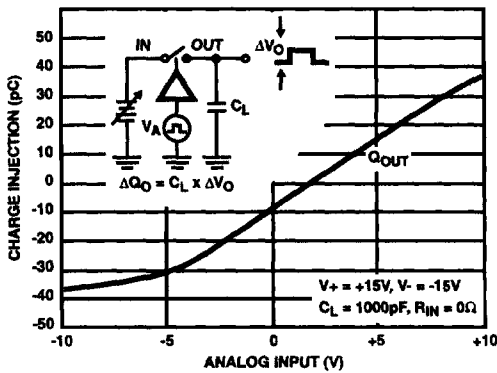 50
40
30
20
10
0
-10
-20
-30
-40
-50
CHARGE INJECTION (pC)
IN
OUT
ΔVO
CL
VA
ΔQO = CL x ΔVO
QOUT
V+ = +15V, V- = -15V
CL = 1000pF, RIN = 0Ω
-10
-5
0
+5
+10
ANALOG INPUT (V)